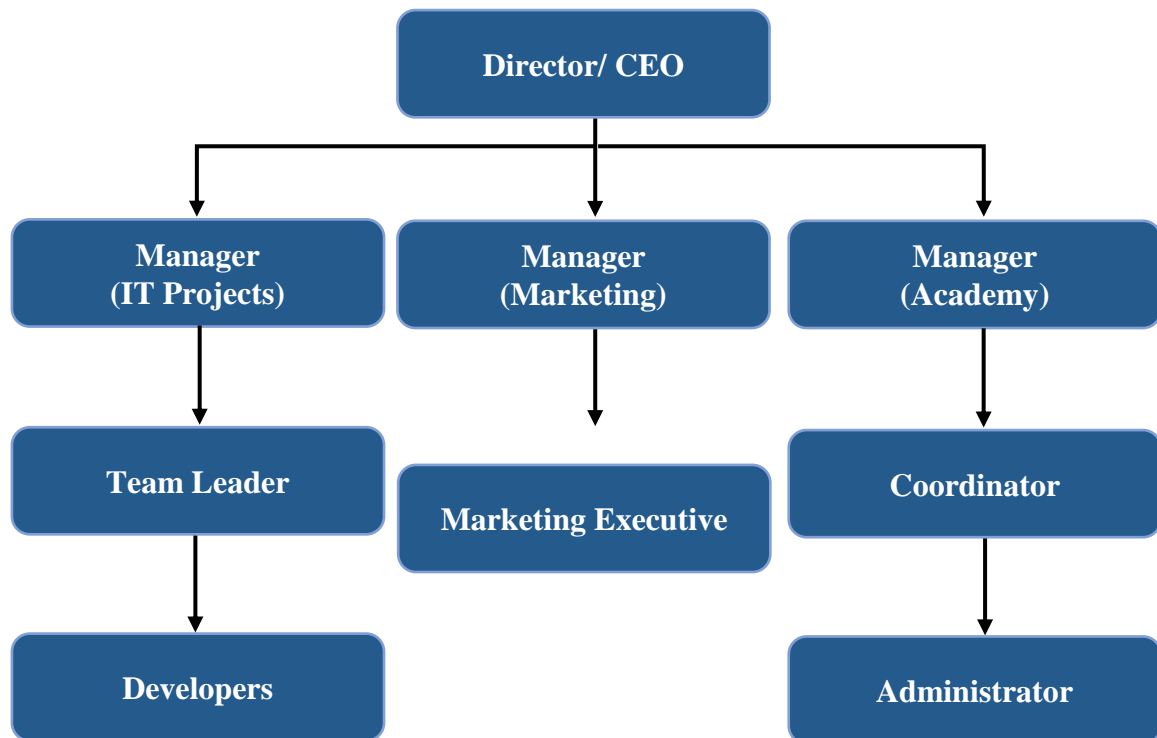 Director/ CEO
Manager
(IT Projects)
Manager
(Marketing)
Manager
(Academy)
Team Leader
Marketing Executive
Coordinator
Developers
Administrator